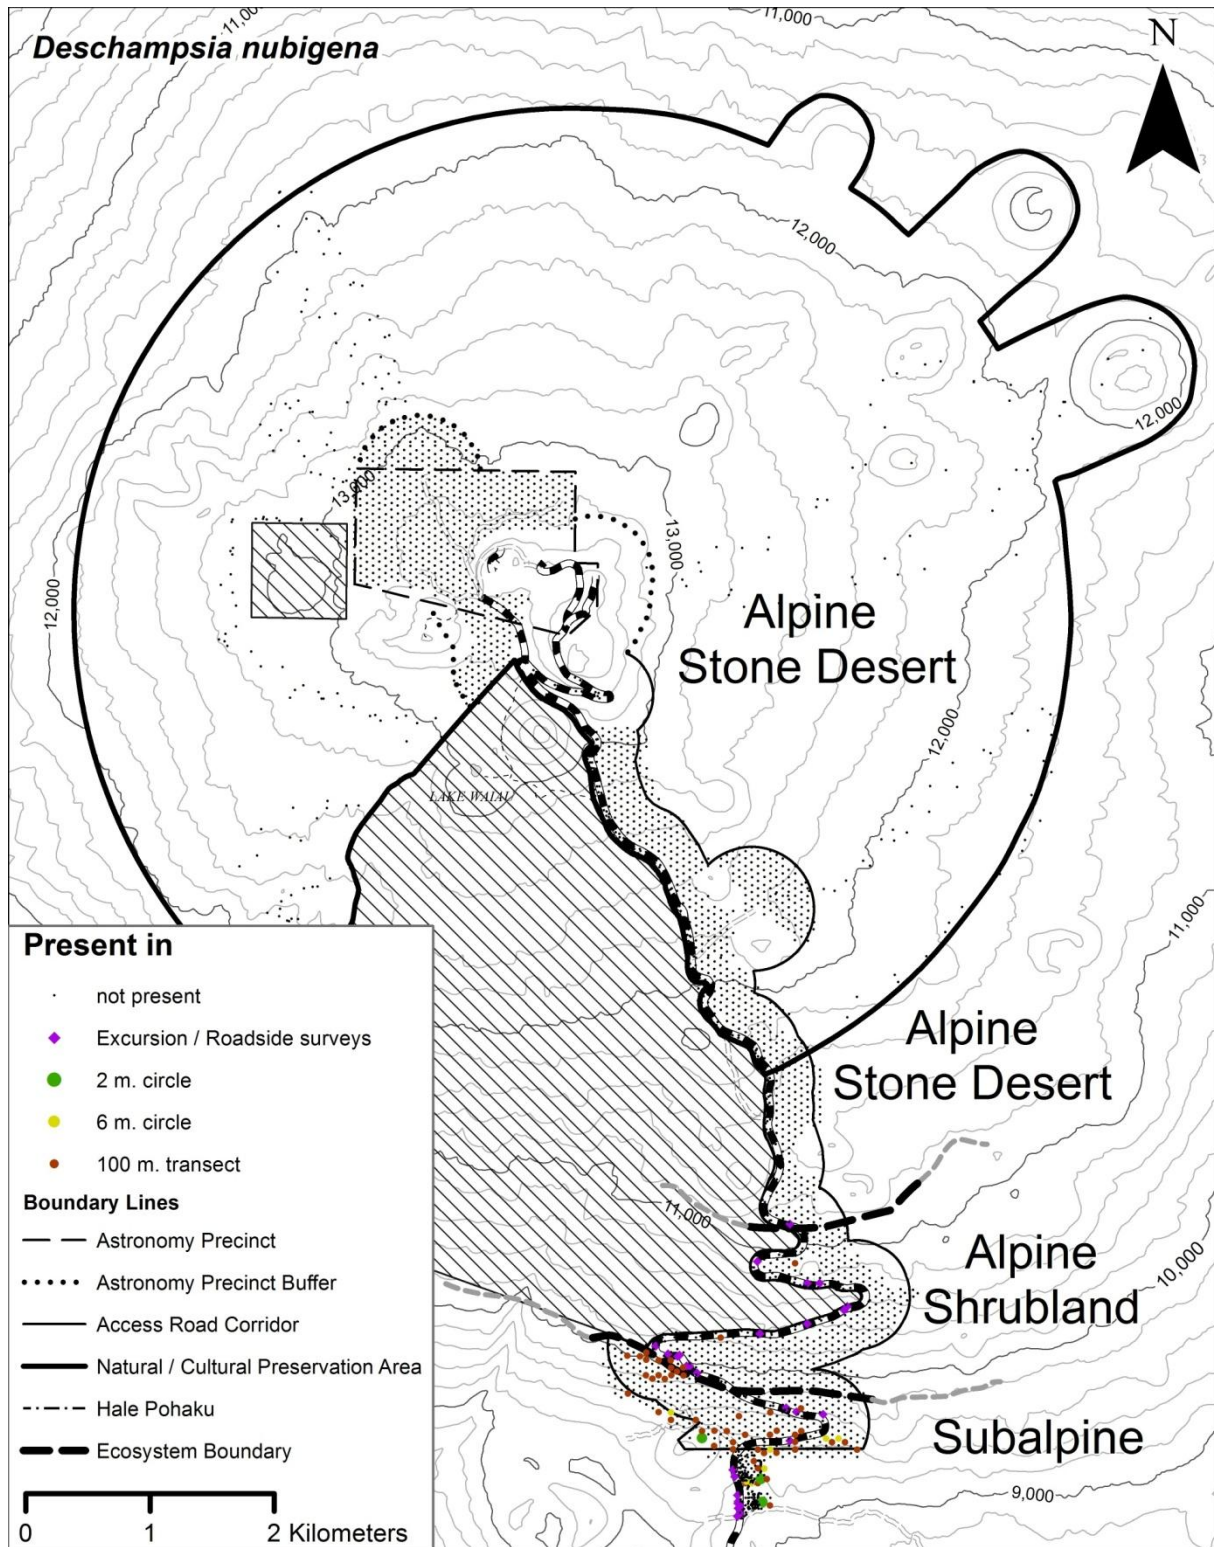 11,000
11,000
Deschampsia nubigena
N
12,000
12,000
13,000
13,000
12,000
Alpine
Stone Desert
12,000
LAKE WAIAU
11,000
Present in
not present
Excursion / Roadside surveys
2 m. circle
6 m. circle
100 m. transect
Boundary Lines
Astronomy Precinct
Astronomy Precinct Buffer
Access Road Corridor
Natural / Cultural Preservation Area
Hale Pohaku
Ecosystem Boundary
0 1 2 Kilometers
Alpine
Stone Desert
11,000
Alpine
Shrubland
10,000
Subalpine
9,000